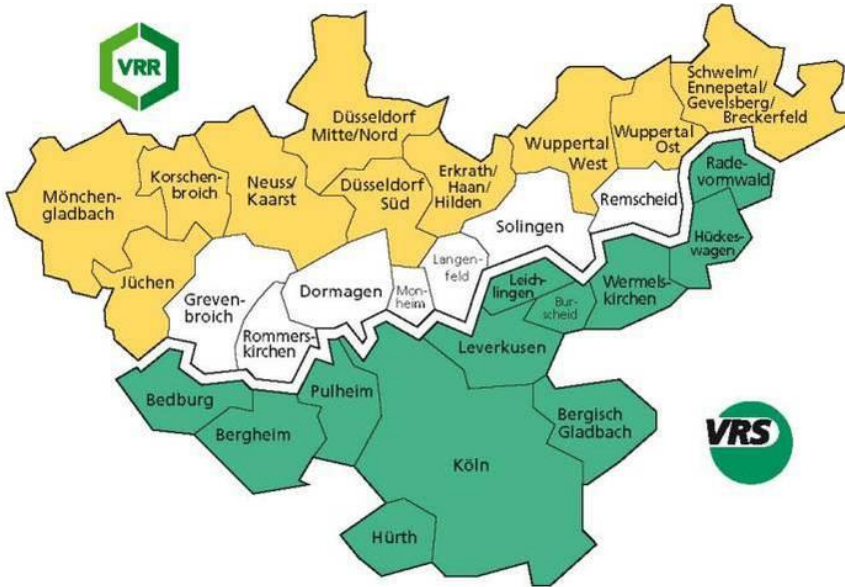 VRR
Düsseldorf
Mitte/Nord
Schwelm/
Ennepetal/
Gevelsberg/
Breckerfeld
Wuppertal
West
Wuppertal
Ost
Mönchen-
gladbach
Korschen-
broich
Neuss/
Kaarst
Düsseldorf
Süd
Erkrath/
Haan/
Hilden
Rade-
vormwald
Remscheid
Solingen
Hückes-
wagen
Jüchen
Greven-
broich
Dormagen
Mon-
heim
Langen-
feld
Leich-
lingen
Bur-
scheid
Wermels-
kirchen
Rommers-
kirchen
Leverkusen
Bedburg
Bergheim
Pulheim
Köln
Bergisch
Gladbach
Hürth
VRS